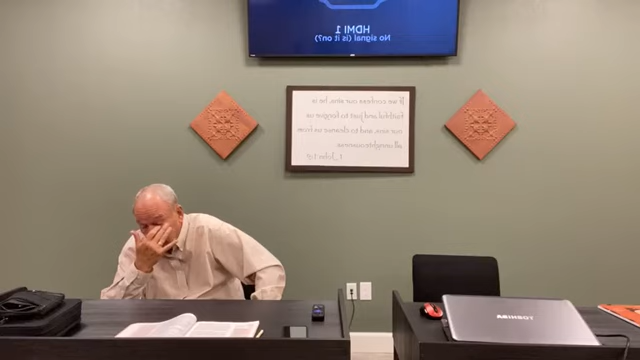 HDMI 1
No signal (is it on?)
If we confess our sins, he is
faithful and just to forgive us
our sins, and to cleanse us from
all unrighteousness.
1 John 1:9
TOSHIBA